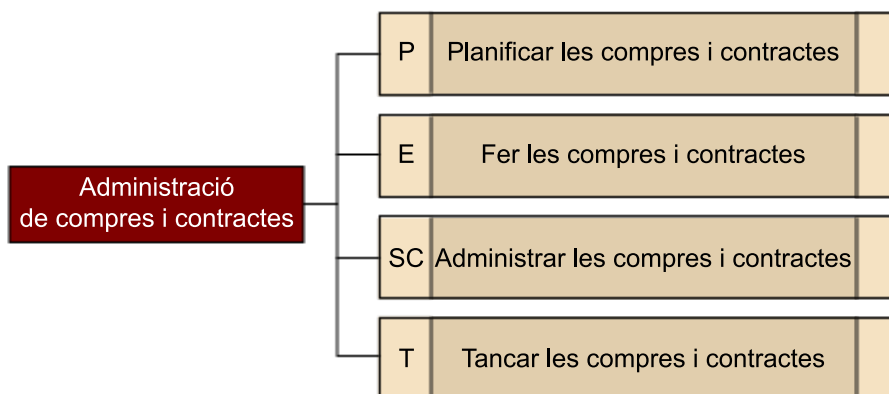 Administració
de compres i contractes
P Planificar les compres i contractes
E Fer les compres i contractes
SC Administrar les compres i contractes
T Tancar les compres i contractes